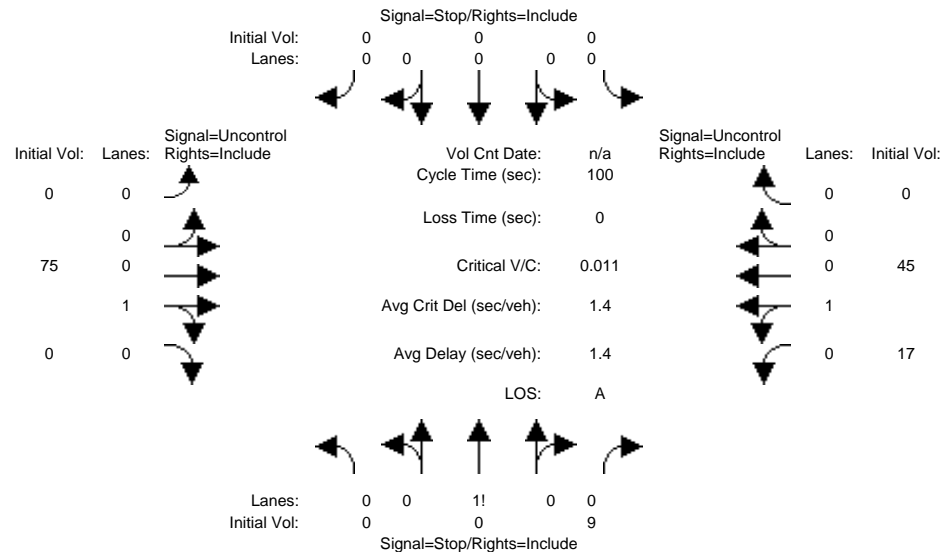 Signal=Stop/Rights=Include
Initial Vol: 0 0 0
Lanes: 0 0 0 0 0
Signal=Uncontrol Signal=Uncontrol
Initial Vol: Lanes: Rights=Include Vol Cnt Date: n/a Rights=Include Lanes: Initial Vol:
Cycle Time (sec): 100
0 0 0 0
Loss Time (sec): 0
0 0
75 0 Critical V/C: 0.011 0 45
1 Avg Crit Del (sec/veh): 1.4 1
0 0 Avg Delay (sec/veh): 1.4 0 17
LOS: A
Lanes: 0 0 1! 0 0
Initial Vol: 0 0 9
Signal=Stop/Rights=Include